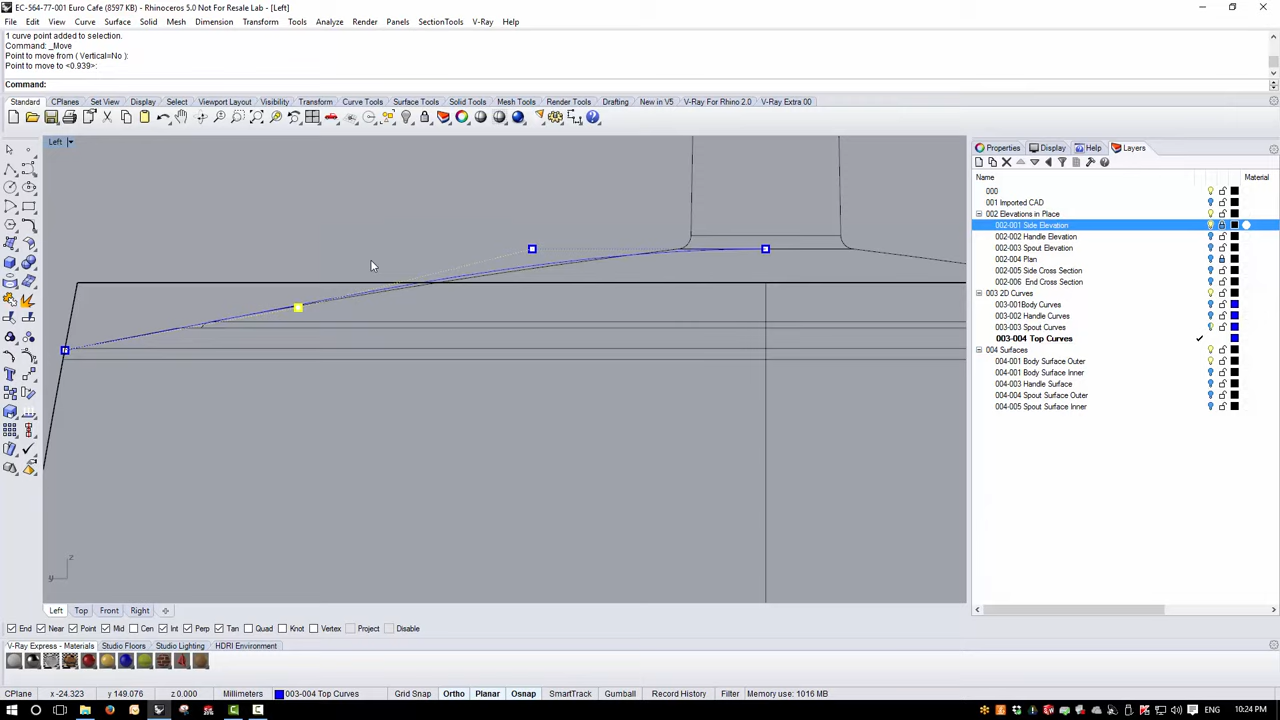 EC-564-77-001 Euro Cafe (8597 KB) - Rhinoceros 5.0 Not For Resale Lab - [Left]
File Edit View Curve Surface Solid Mesh Dimension Transform Tools Analyze Render Panels SectionTools V-Ray Help
1 curve point added to selection.
Command: _Move
Point to move from ( Vertical=No ):
Point to move to <0.939>:
Command:
Standard CPlanes Set View Display Select Viewport Layout Visibility Transform Curve Tools Surface Tools Solid Tools Mesh Tools Render Tools Drafting New in V5 V-Ray For Rhino 2.0 V-Ray Extra 00
Left
Properties Display Help Layers
Name Material
000
001 Imported CAD
002 Elevations in Place
002-001 Side Elevation
002-002 Handle Elevation
002-003 Spout Elevation
002-004 Plan
002-005 Side Cross Section
002-006 End Cross Section
003 2D Curves
003-001Body Curves
003-002 Handle Curves
003-003 Spout Curves
003-004 Top Curves
004 Surfaces
004-001 Body Surface Outer
004-001 Body Surface Inner
004-003 Handle Surface
004-004 Spout Surface Outer
004-005 Spout Surface Inner
z
y
Left Top Front Right
End Near Point Mid Cen Int Perp Tan Quad Knot Vertex Project Disable
V-Ray Express - Materials Studio Floors Studio Lighting HDRI Environment
CPlane x -24.323 y 149.076 z 0.000 Millimeters 003-004 Top Curves Grid Snap Ortho Planar Osnap SmartTrack Gumball Record History Filter Memory use: 1016 MB
ENG 10:24 PM